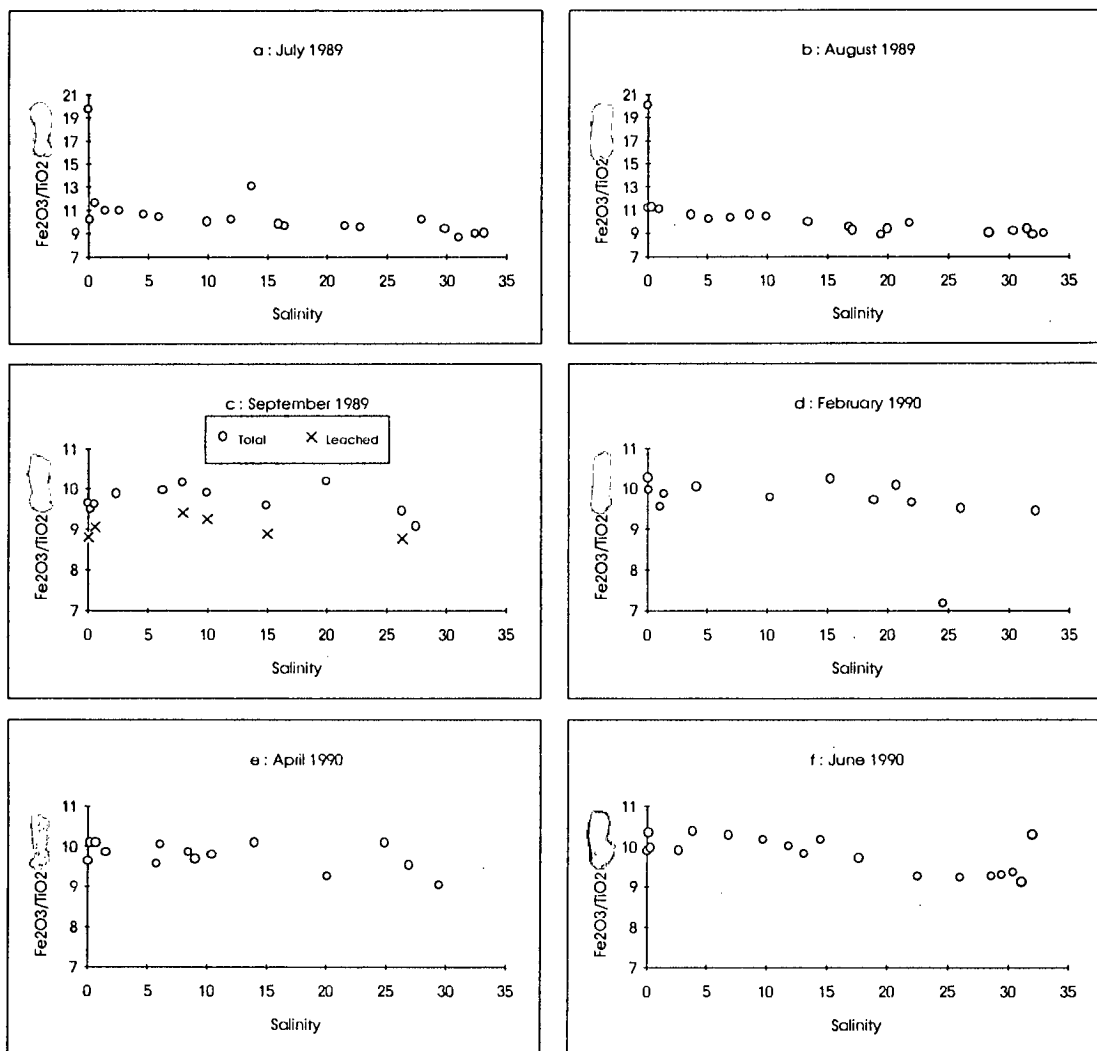 a : July 1989
21
19
17
15
13
11
9
7
Fe2O3/TiO2
0 5 10 15 20 25 30 35
Salinity
b : August 1989
21
19
17
15
13
11
9
7
Fe2O3/TiO2
0 5 10 15 20 25 30 35
Salinity
c : September 1989
Total Leached
11
10
9
8
7
Fe2O3/TiO2
0 5 10 15 20 25 30 35
Salinity
d : February 1990
11
10
9
8
7
Fe2O3/TiO2
0 5 10 15 20 25 30 35
Salinity
e : April 1990
11
10
9
8
7
Fe2O3/TiO2
0 5 10 15 20 25 30 35
Salinity
f : June 1990
11
10
9
8
7
Fe2O3/TiO2
0 5 10 15 20 25 30 35
Salinity